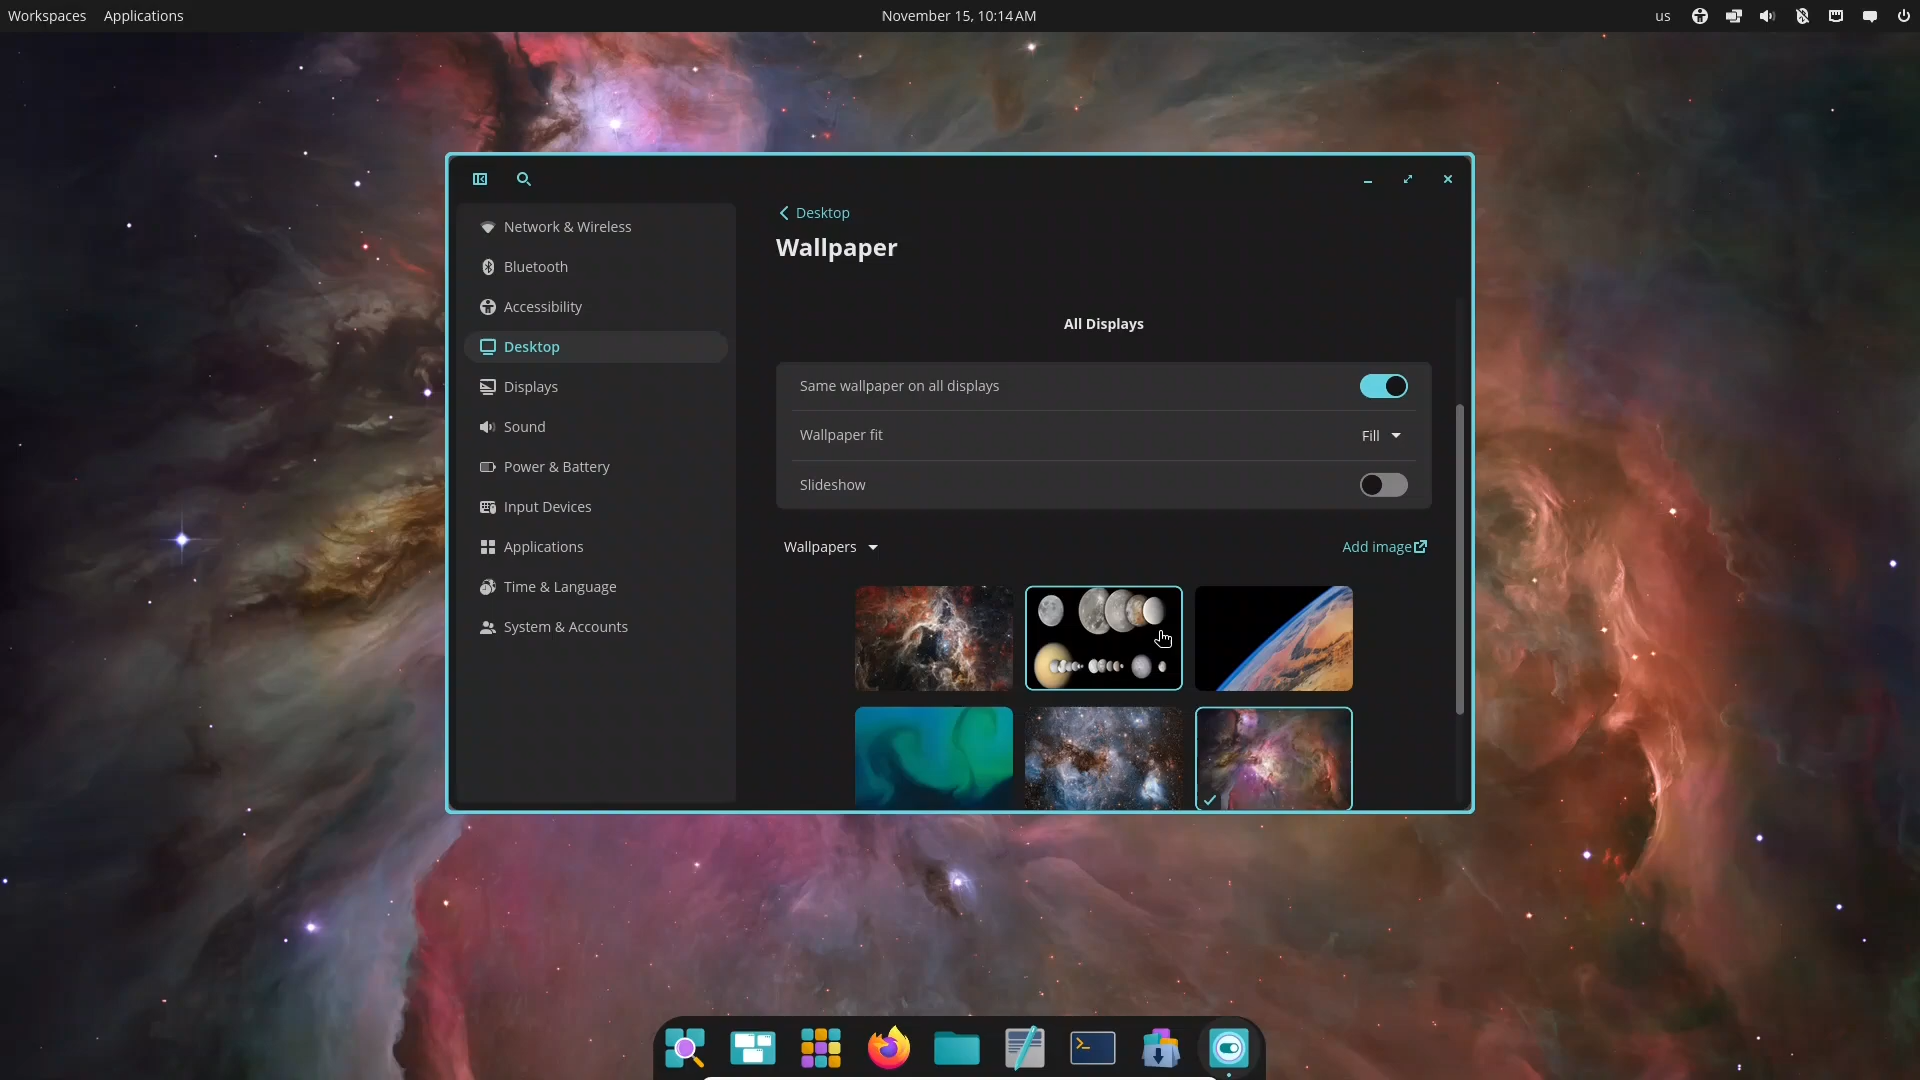 Workspaces Applications November 15, 10:14 AM us
Desktop
Wallpaper
Network & Wireless
Bluetooth
Accessibility
Desktop
Displays
Sound
Power & Battery
Input Devices
Applications
Time & Language
System & Accounts
All Displays
Same wallpaper on all displays
Wallpaper fit Fill
Slideshow
Wallpapers Add image